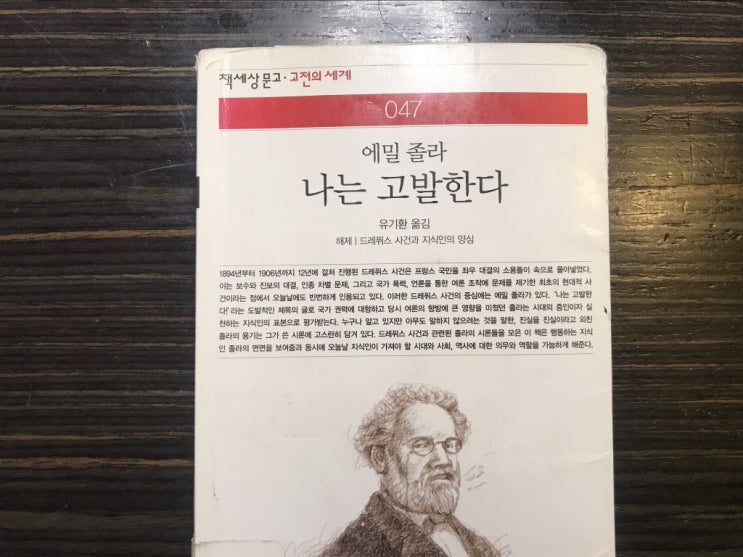 책세상문고·고전의세계
047
에밀 졸라
나는 고발한다
유기환 옮김
해제 | 드레퓌스 사건과 지식인의 양심
1894년부터 1906년까지 12년에 걸쳐 진행된 드레퓌스 사건은 프랑스 국민을 좌우 대결의 소용돌이 속으로 몰아넣었다.
이는 보수와 진보의 대결, 인종 차별 문제, 그리고 국가 폭력, 언론을 통한 여론 조작에 문제를 제기한 최초의 현대적 사
건이라는 점에서 오늘날에도 빈번하게 인용되고 있다. 이러한 드레퓌스 사건의 중심에는 에밀 졸라가 있다. '나는 고발한
다!'라는 도발적인 제목의 글로 국가 권력에 대항하고 당시 여론의 향방에 큰 영향을 미쳤던 졸라는 시대의 증인이자 실
천하는 지식인의 표본으로 평가받는다. 누구나 알고 있지만 아무도 말하지 않으려는 것을 말한, 진실을 진실이라고 외친
졸라의 용기는 그가 쓴 시론에 고스란히 담겨 있다. 드레퓌스 사건과 관련된 졸라의 시론들을 모은 이 책은 행동하는 지식
인 졸라의 면면을 보여줌과 동시에 오늘날 지식인이 가져야 할 시대와 사회, 역사에 대한 의무와 역할을 가늠하게 해준다.